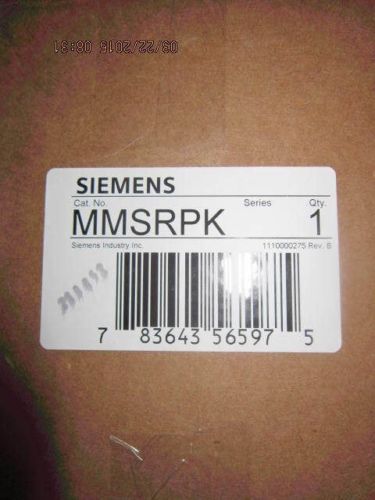 09/22/2015 08:31
SIEMENS
Cat. No. Series Qty.
MMSRPK 1
Siemens Industry Inc. 1110000275 Rev. B
7 83643 56597 5